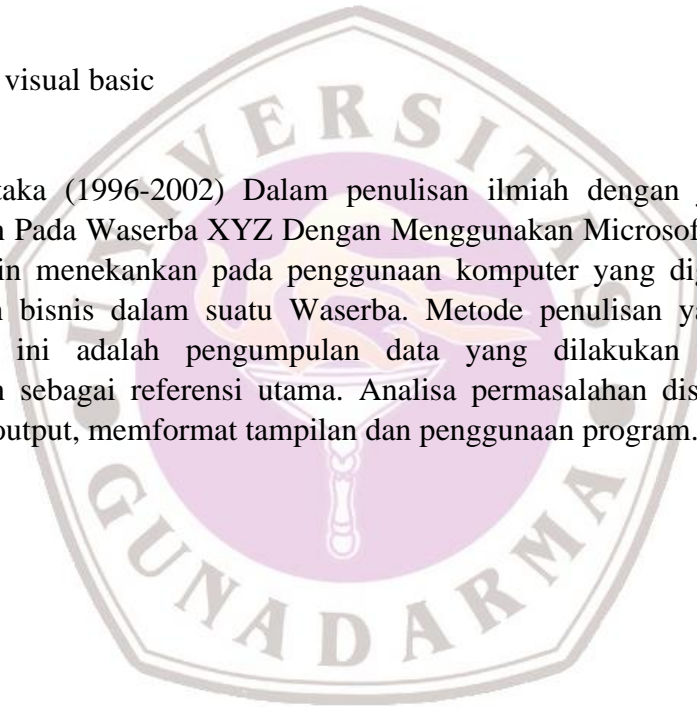 visual basic
taka (1996-2002) Dalam penulisan ilmiah dengan
Pada Waserba XYZ Dengan Menggunakan Microsof
in menekankan pada penggunaan komputer yang dig
bisnis dalam suatu Waserba. Metode penulisan ya
ini adalah pengumpulan data yang dilakukan
sebagai referensi utama. Analisa permasalahan dis
output, memformat tampilan dan penggunaan program.
UNIVERSITAS
GUNADARMA